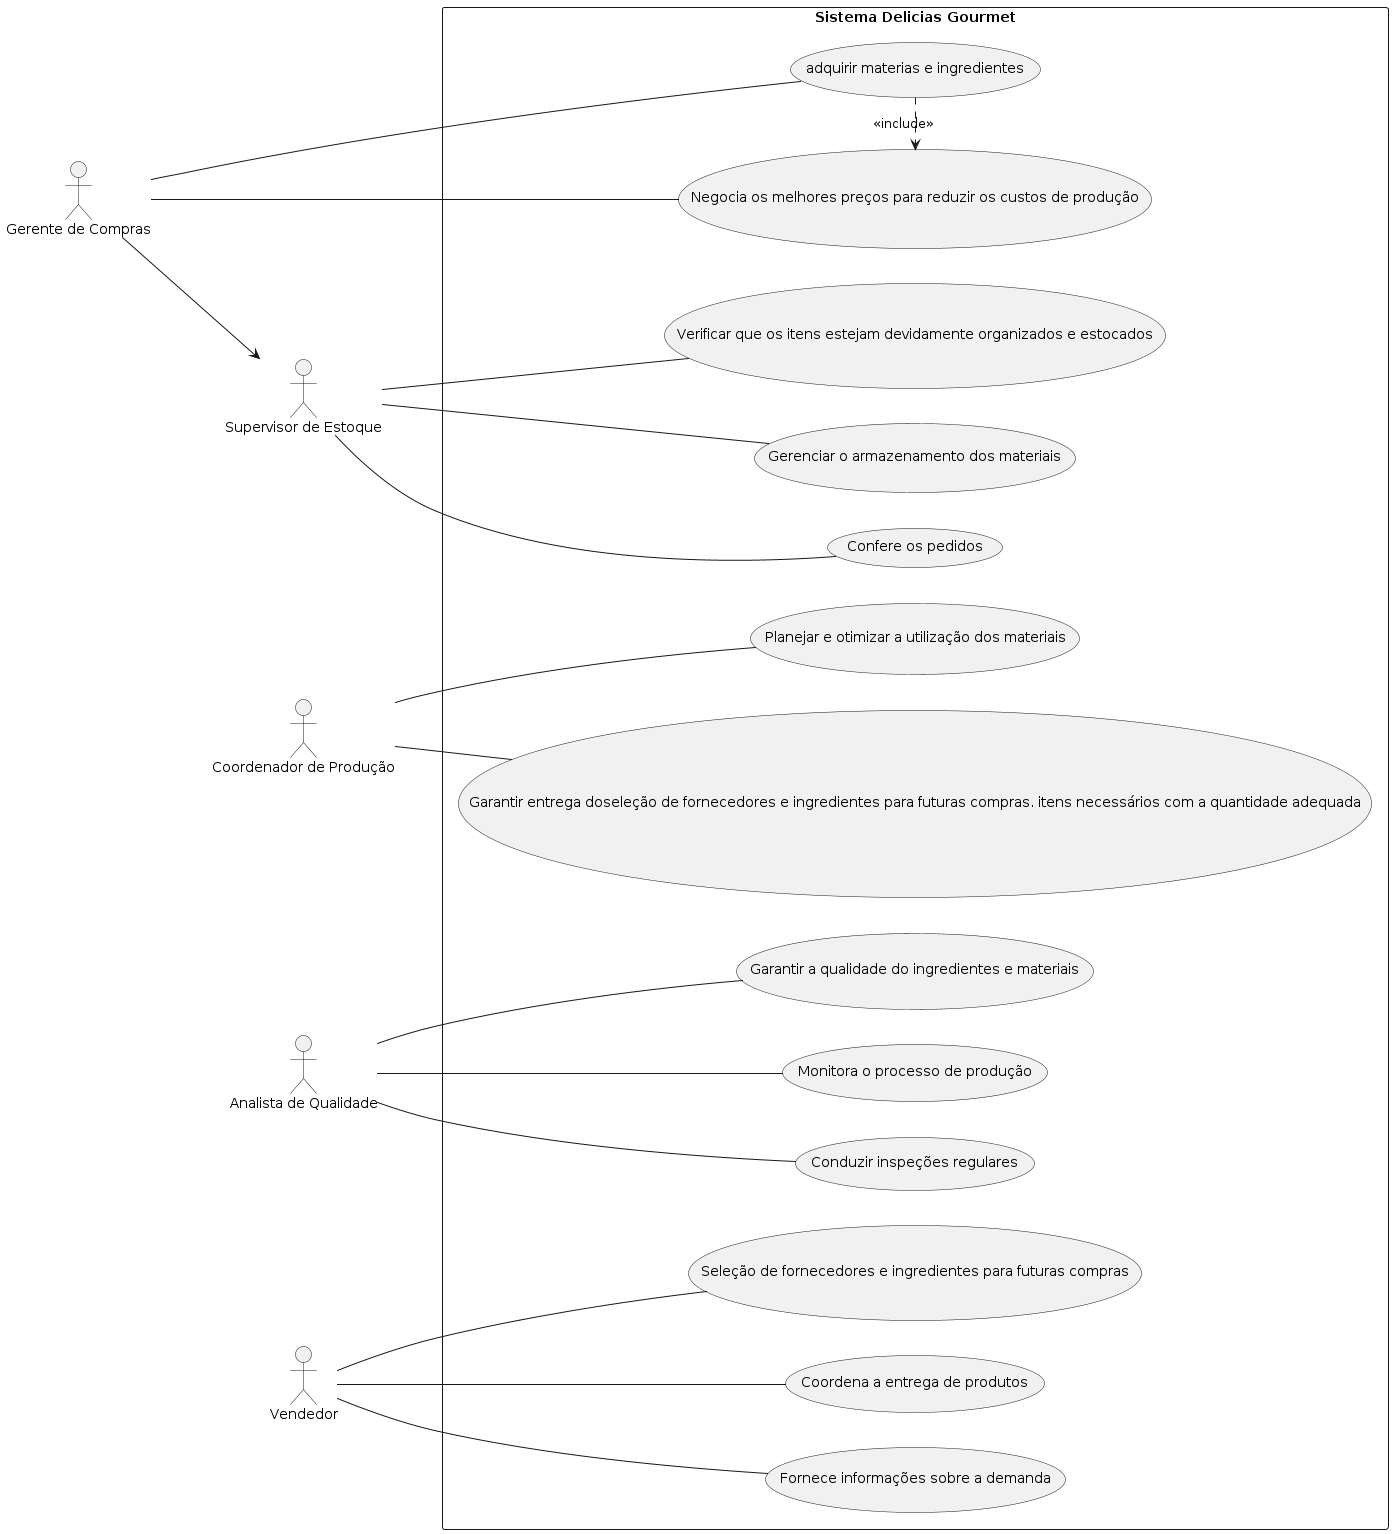 Sistema Delicias Gourmet
adquirir materias e ingredientes
«include»
Negocia os melhores preços para reduzir os custos de produção
Gerente de Compras
Verificar que os itens estejam devidamente organizados e estocados
Supervisor de Estoque
Gerenciar o armazenamento dos materiais
Confere os pedidos
Planejar e otimizar a utilização dos materiais
Coordenador de Produção
Garantir entrega doseleção de fornecedores e ingredientes para futuras compras. itens necessários com a quantidade adequada
Garantir a qualidade do ingredientes e materiais
Monitora o processo de produção
Analista de Qualidade
Conduzir inspeções regulares
Seleção de fornecedores e ingredientes para futuras compras
Coordena a entrega de produtos
Vendedor
Fornece informações sobre a demanda